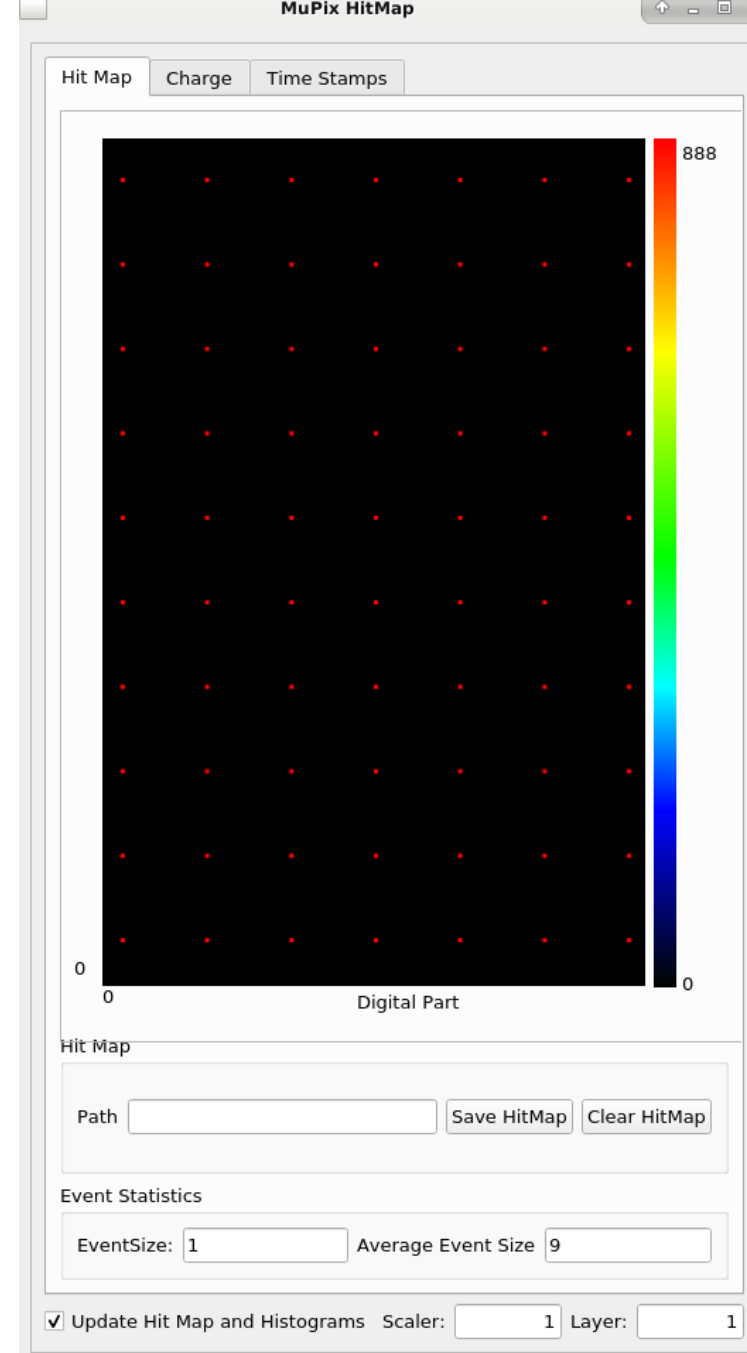 MuPix HitMap
Hit Map Charge Time Stamps
888
0 0
0 Digital Part
Hit Map
Path Save HitMap Clear HitMap
Event Statistics
EventSize: 1 Average Event Size 9
Update Hit Map and Histograms Scaler: 1 Layer: 1